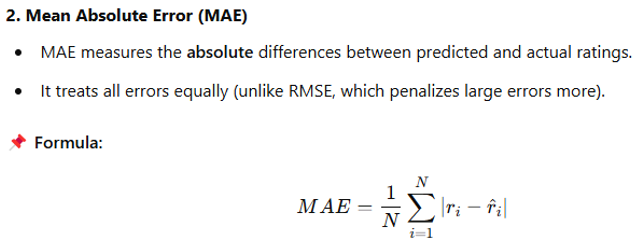 2. Mean Absolute Error (MAE)
• MAE measures the absolute differences between predicted and actual ratings.
• It treats all errors equally (unlike RMSE, which penalizes large errors more).
📌 Formula:
MAE = \frac{1}{N} \sum_{i=1}^{N} |r_i - \hat{r}_i|